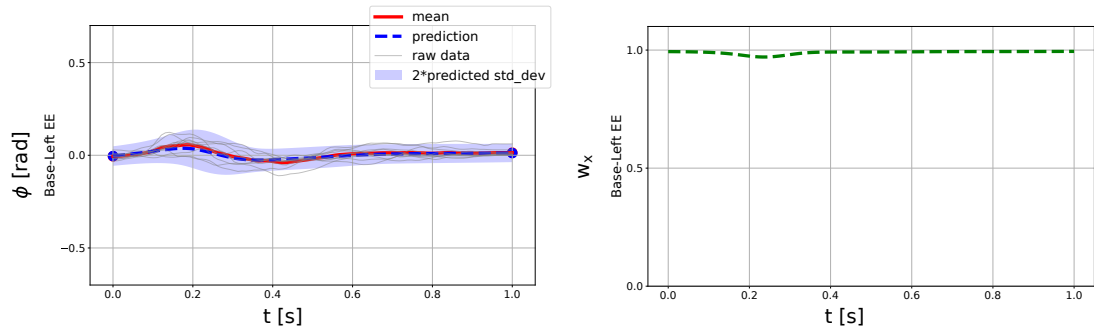 mean
prediction
raw data
2*predicted std_dev
0.5
0.0
−0.5
ϕ [rad]
Base-Left EE
0.0
0.2
0.4
0.6
0.8
1.0
t [s]
1.0
0.5
0.0
w_x
Base-Left EE
0.0
0.2
0.4
0.6
0.8
1.0
t [s]